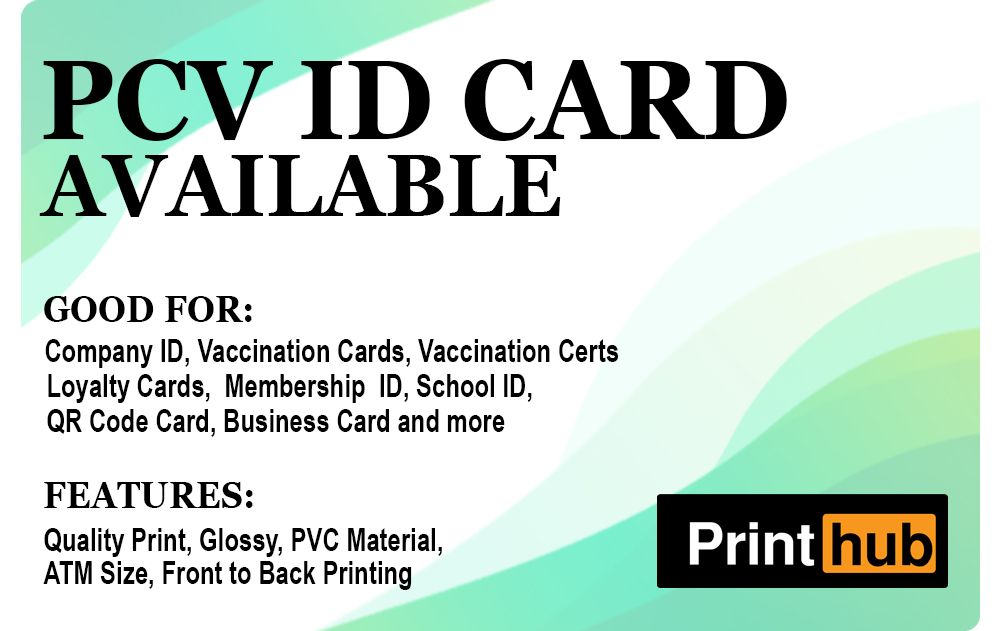 PCV ID CARD
AVAILABLE
GOOD FOR:
Company ID, Vaccination Cards, Vaccination Certs
Loyalty Cards, Membership ID, School ID,
QR Code Card, Business Card and more
FEATURES:
Quality Print, Glossy, PVC Material,
ATM Size, Front to Back Printing
Print hub